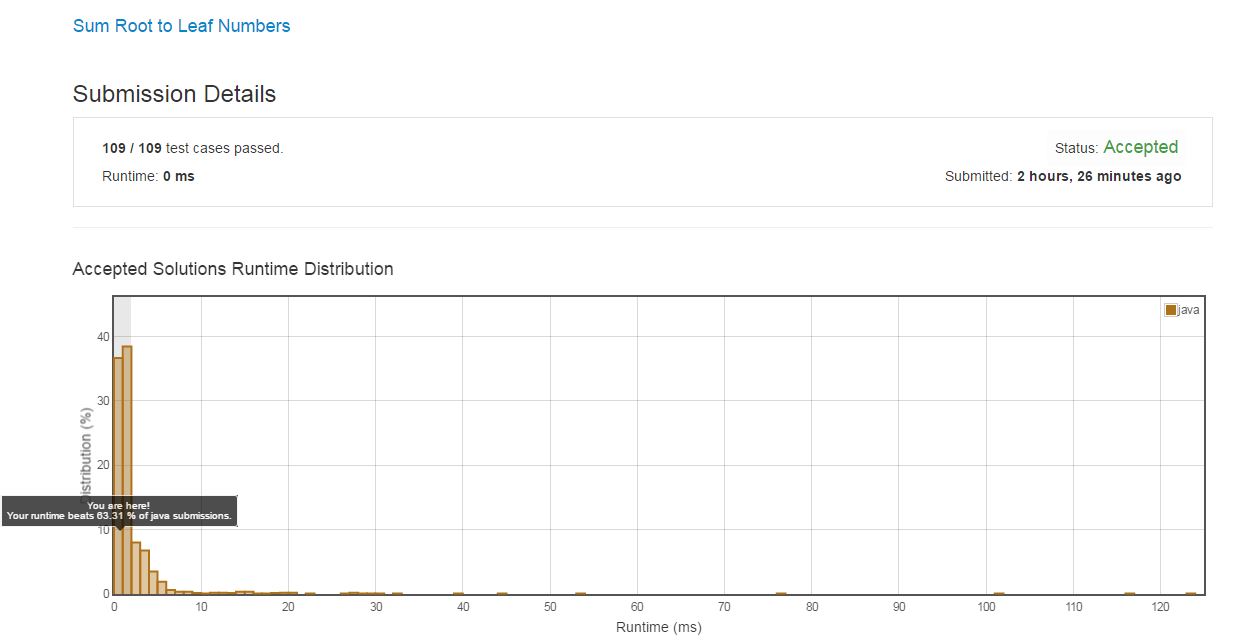 Sum Root to Leaf Numbers
Submission Details
109 / 109 test cases passed.
Status: Accepted
Runtime: 0 ms
Submitted: 2 hours, 26 minutes ago
Accepted Solutions Runtime Distribution
java
40
30
20
10
0
Distribution (%)
You are here!
Your runtime beats 63.31 % of java submissions.
0 10 20 30 40 50 60 70 80 90 100 110 120
Runtime (ms)